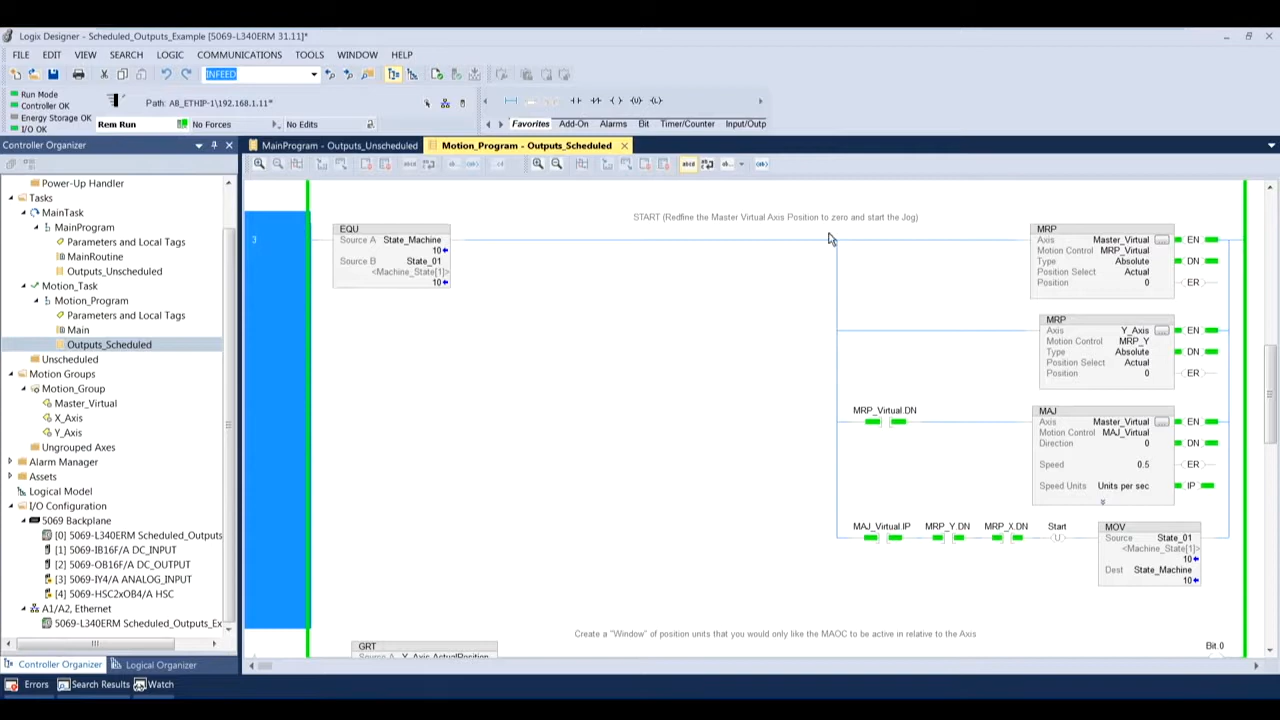 Logix Designer - Scheduled_Outputs_Example [5069-L340ERM 31.11]*
FILE EDIT VIEW SEARCH LOGIC COMMUNICATIONS TOOLS WINDOW HELP
INFEED
Run Mode
Controller OK
Energy Storage OK
I/O OK
Path: AB_ETHIP-1\192.168.1.11*
Rem Run No Forces No Edits
Favorites Add-On Alarms Bit Timer/Counter Input/Outp
Controller Organizer
MainProgram - Outputs_Unscheduled
Motion_Program - Outputs_Scheduled
Power-Up Handler
Tasks
MainTask
MainProgram
Parameters and Local Tags
MainRoutine
Outputs_Unscheduled
Motion_Task
Motion_Program
Parameters and Local Tags
Main
Outputs_Scheduled
Unscheduled
Motion Groups
Motion_Group
Master_Virtual
X_Axis
Y_Axis
Ungrouped Axes
Alarm Manager
Assets
Logical Model
I/O Configuration
5069 Backplane
[0] 5069-L340ERM Scheduled_Outputs
[1] 5069-IB16F/A DC_INPUT
[2] 5069-OB16F/A DC_OUTPUT
[3] 5069-IY4/A ANALOG_INPUT
[4] 5069-HSC2xOB4/A HSC
A1/A2, Ethernet
5069-L340ERM Scheduled_Outputs_Ex
Controller Organizer Logical Organizer
Errors Search Results Watch
START (Redfine the Master Virtual Axis Position to zero and start the Jog)
3
EQU
Source A State_Machine
10
Source B State_01
<Machine_State[1]>
10
MRP
Axis Master_Virtual EN
Motion Control MRP_Virtual
Type Absolute DN
Position Select Actual
Position 0 ER
MRP
Axis Y_Axis EN
Motion Control MRP_Y
Type Absolute DN
Position Select Actual
Position 0 ER
MRP_Virtual.DN
MAJ
Axis Master_Virtual EN
Motion Control MAJ_Virtual
Direction 0 DN
Speed 0.5 ER
Speed Units Units per sec IP
MAJ_Virtual.IP MRP_Y.DN MRP_X.DN Start
U
MOV
Source State_01
<Machine_State[1]>
10
Dest State_Machine
10
Create a "Window" of position units that you would only like the MAOC to be active in relative to the Axis
GRT
Source A Y_Axis.ActualPosition
Bit.0